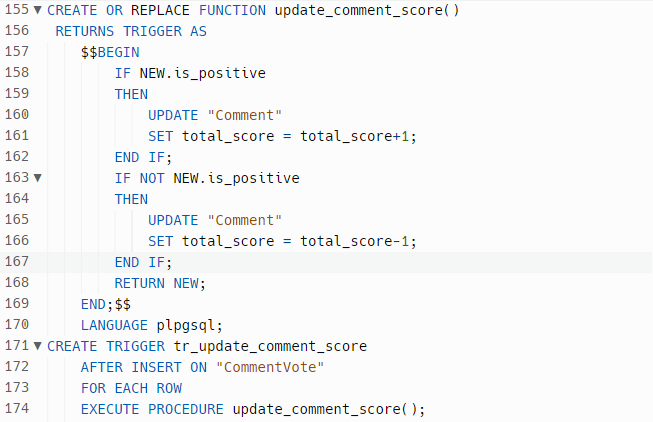 155 ▼ CREATE OR REPLACE FUNCTION update_comment_score()
156 RETURNS TRIGGER AS
157 $$BEGIN
158 IF NEW.is_positive
159 THEN
160 UPDATE "Comment"
161 SET total_score = total_score+1;
162 END IF;
163 ▼ IF NOT NEW.is_positive
164 THEN
165 UPDATE "Comment"
166 SET total_score = total_score-1;
167 END IF;
168 RETURN NEW;
169 END;$$
170 LANGUAGE plpgsql;
171 ▼ CREATE TRIGGER tr_update_comment_score
172 AFTER INSERT ON "CommentVote"
173 FOR EACH ROW
174 EXECUTE PROCEDURE update_comment_score();